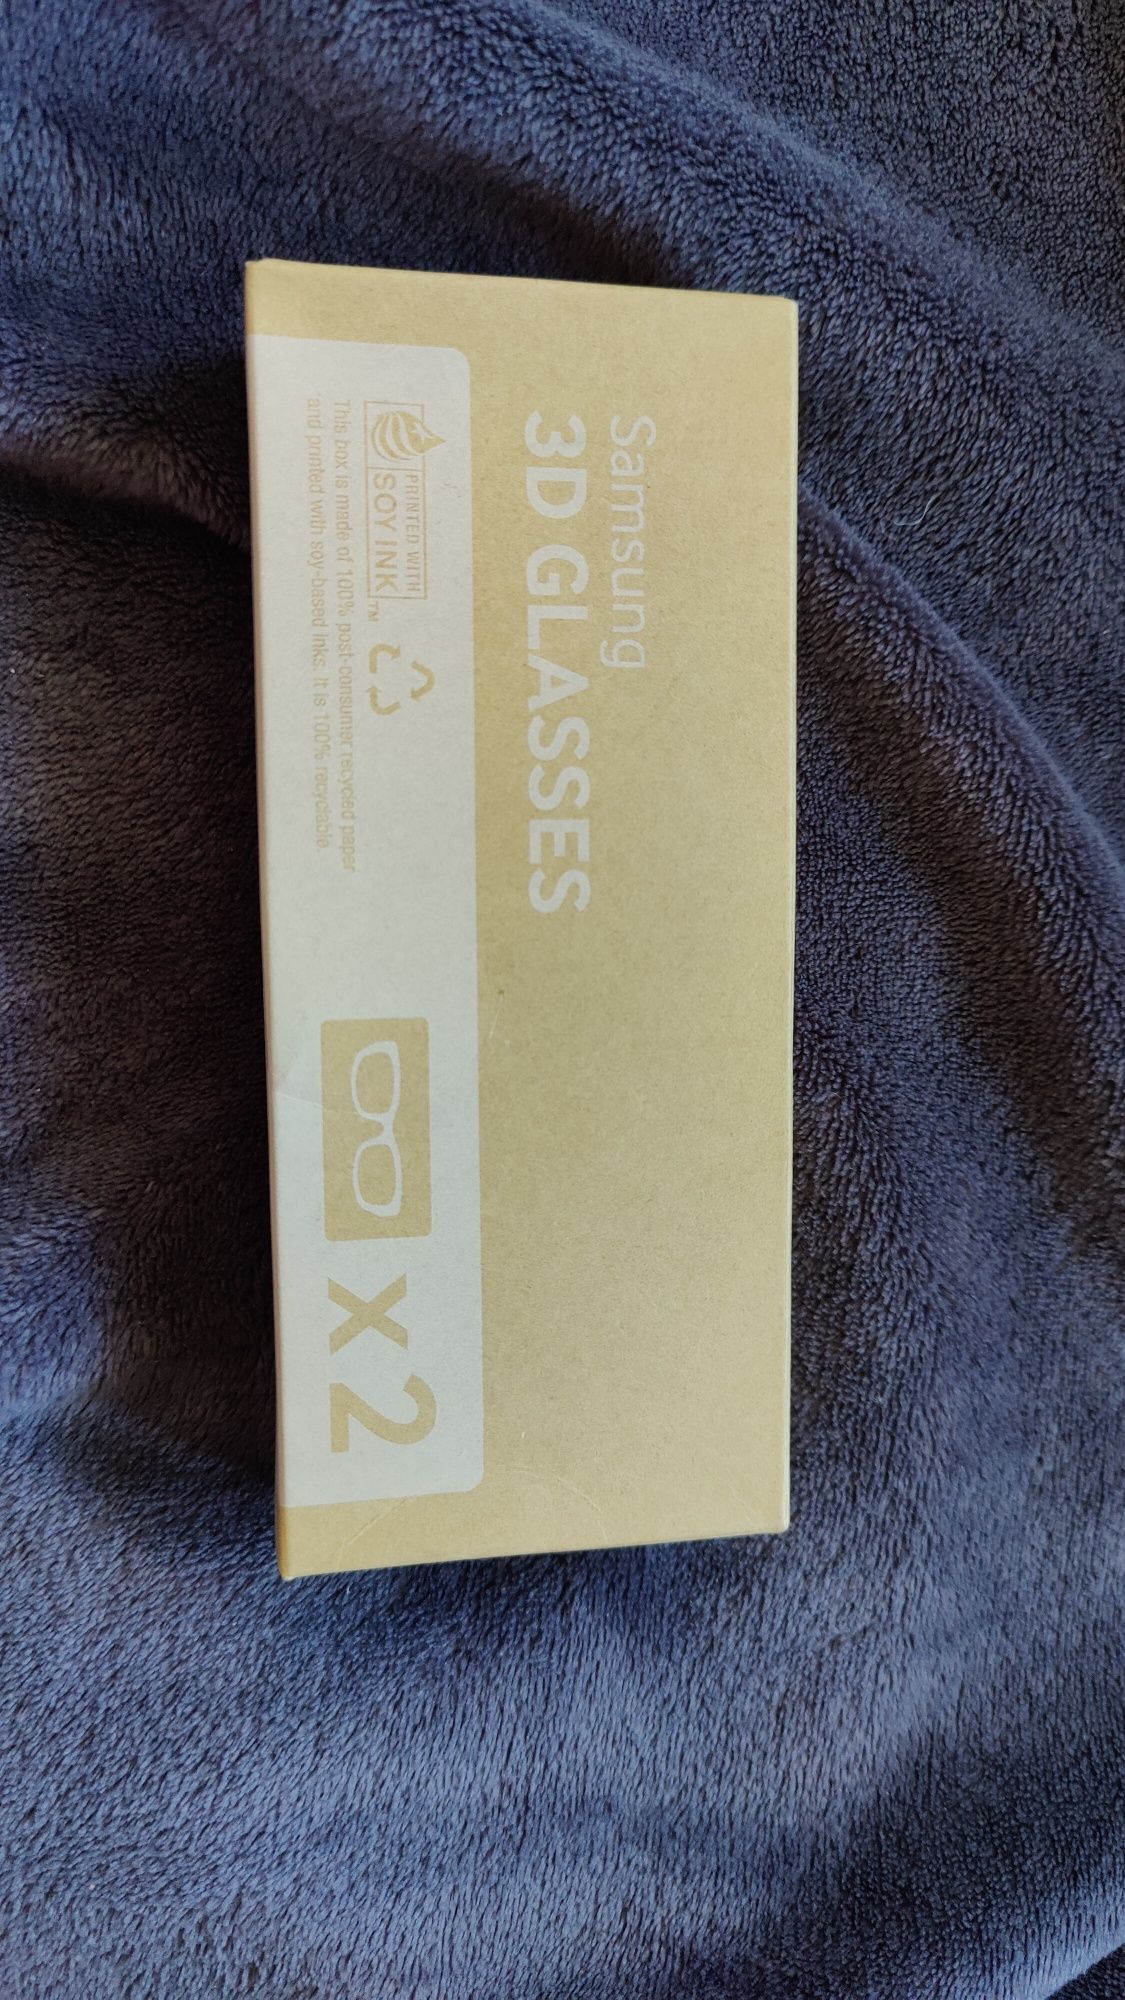 Samsung
3D GLASSES
PRINTED WITH
SOY INK™
This box is made of 100% post-consumer recycled paper
and printed with soy-based inks. It is 100% recyclable.
x 2